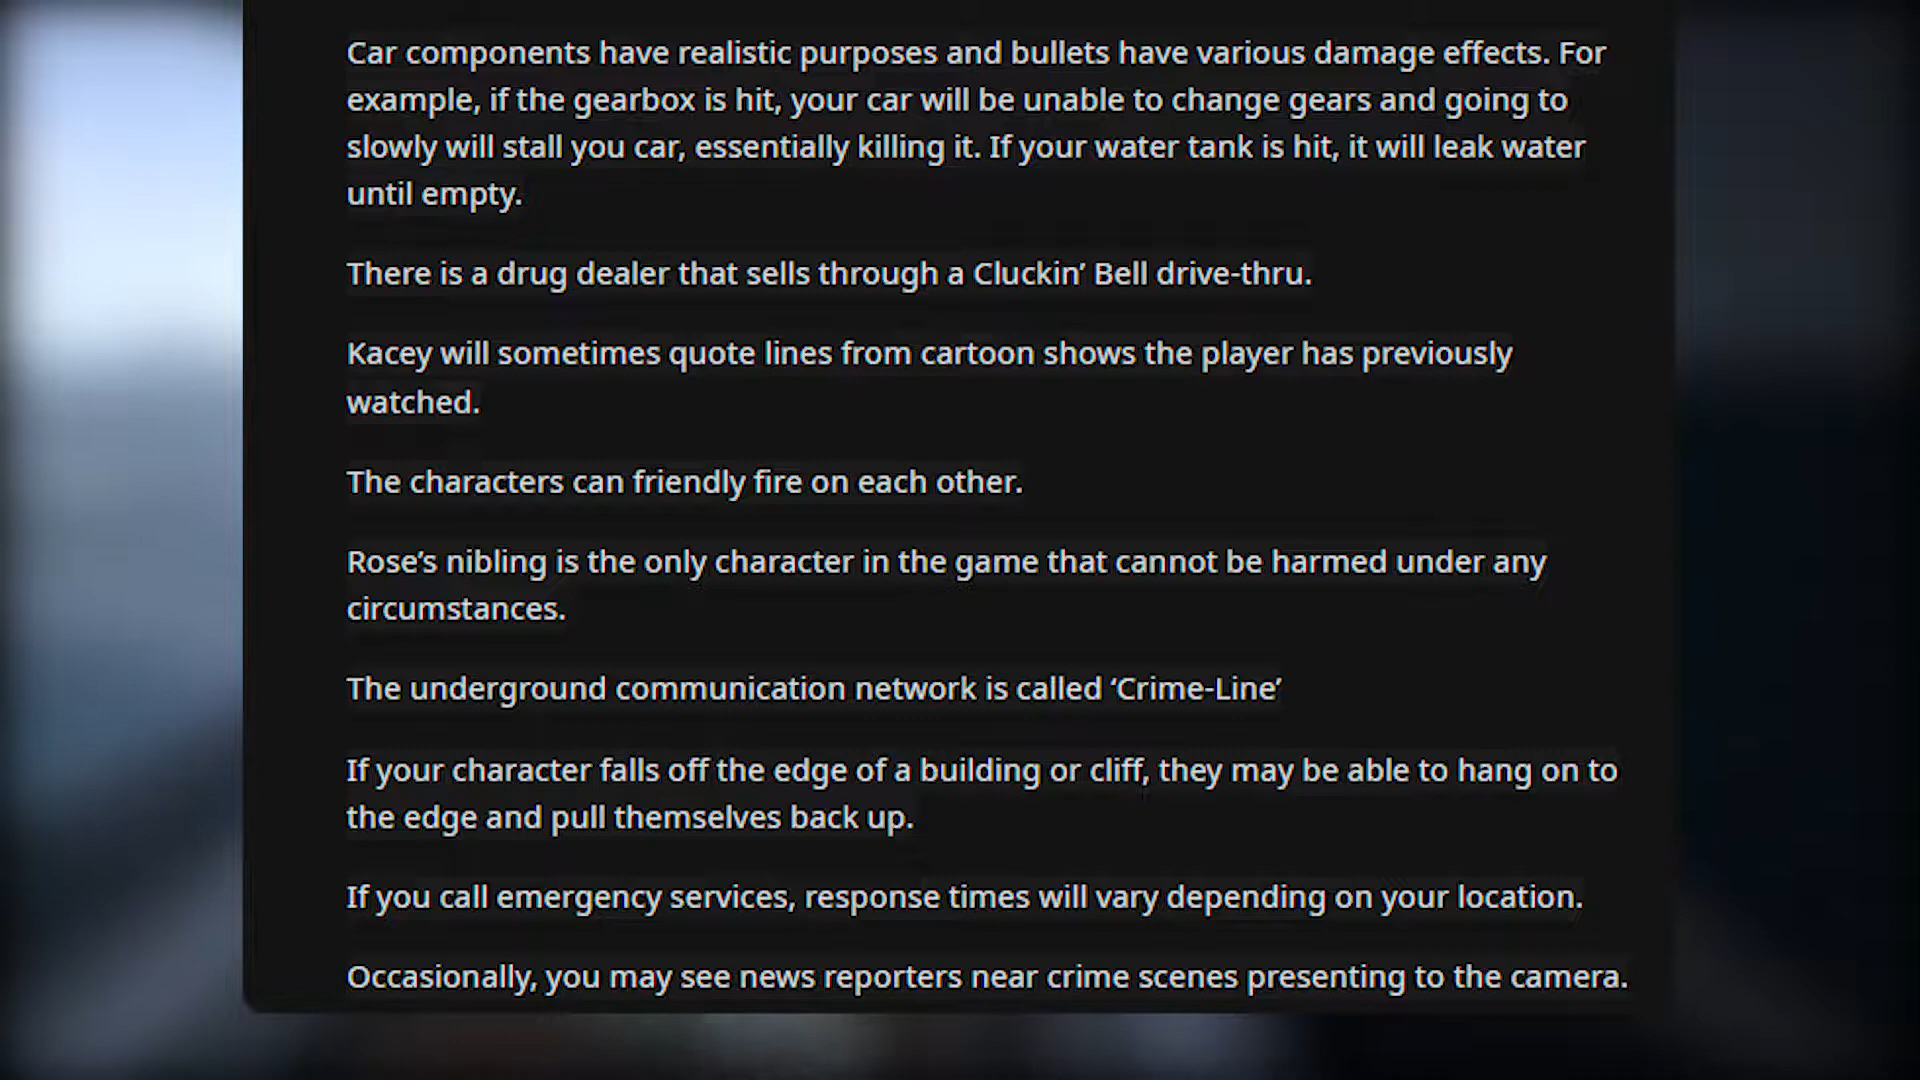 Car components have realistic purposes and bullets have various damage effects. For
example, if the gearbox is hit, your car will be unable to change gears and going to
slowly will stall you car, essentially killing it. If your water tank is hit, it will leak water
until empty.
There is a drug dealer that sells through a Cluckin’ Bell drive-thru.
Kacey will sometimes quote lines from cartoon shows the player has previously
watched.
The characters can friendly fire on each other.
Rose’s nibling is the only character in the game that cannot be harmed under any
circumstances.
The underground communication network is called ‘Crime-Line’
If your character falls off the edge of a building or cliff, they may be able to hang on to
the edge and pull themselves back up.
If you call emergency services, response times will vary depending on your location.
Occasionally, you may see news reporters near crime scenes presenting to the camera.